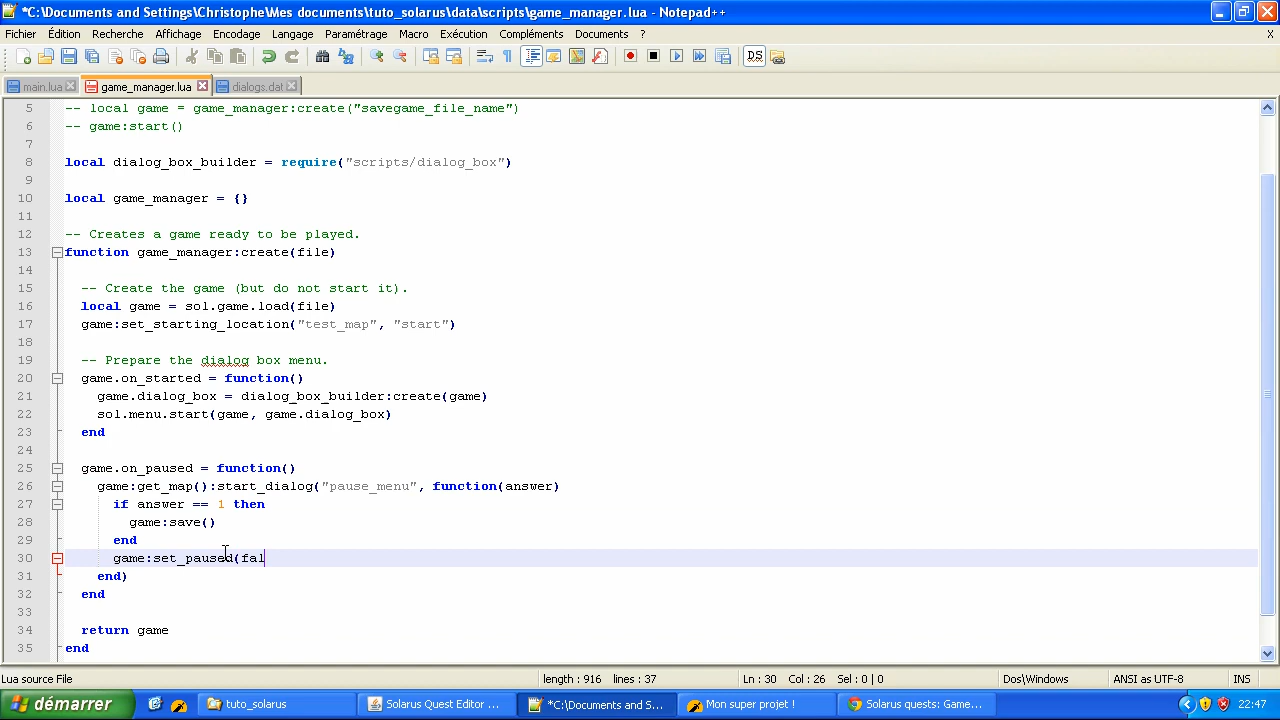 *C:\Documents and Settings\Christophe\Mes documents\tuto_solarus\data\scripts\game_manager.lua - Notepad++
Fichier Édition Recherche Affichage Encodage Langage Paramétrage Macro Exécution Compléments Documents ? X
main.lua game_manager.lua dialogs.dat
5 -- local game = game_manager:create("savegame_file_name")
6 -- game:start()
7
8 local dialog_box_builder = require("scripts/dialog_box")
9
10 local game_manager = {}
11
12 -- Creates a game ready to be played.
13 function game_manager:create(file)
14
15 -- Create the game (but do not start it).
16 local game = sol.game.load(file)
17 game:set_starting_location("test_map", "start")
18
19 -- Prepare the dialog box menu.
20 game.on_started = function()
21 game.dialog_box = dialog_box_builder:create(game)
22 sol.menu.start(game, game.dialog_box)
23 end
24
25 game.on_paused = function()
26 game:get_map():start_dialog("pause_menu", function(answer)
27 if answer == 1 then
28 game:save()
29 end
30 game:set_paused(fal
31 end)
32 end
33
34 return game
35 end
Lua source File length : 916 lines : 37 Ln : 30 Col : 26 Sel : 0 | 0 Dos\Windows ANSI as UTF-8 INS
démarrer tuto_solarus Solarus Quest Editor ... *C:\Documents and S... Mon super projet ! Solarus quests: Game... 22:47